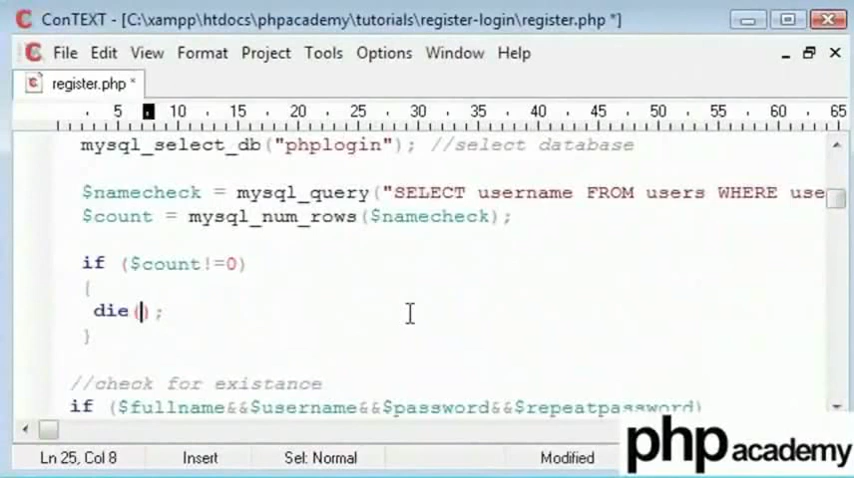 ConTEXT - [C:\xampp\htdocs\phpacademy\tutorials\register-login\register.php *]
File Edit View Format Project Tools Options Window Help
register.php *
5 10 15 20 25 30 35 40 45 50 55 60 65
mysql_select_db("phplogin"); //select database
$namecheck = mysql_query("SELECT username FROM users WHERE use
$count = mysql_num_rows($namecheck);
if ($count!=0)
{
die();
}
//check for existance
if ($fullname&&$username&&$password&&$repeatpassword)
Ln 25, Col 8 Insert Sel: Normal Modified
php academy